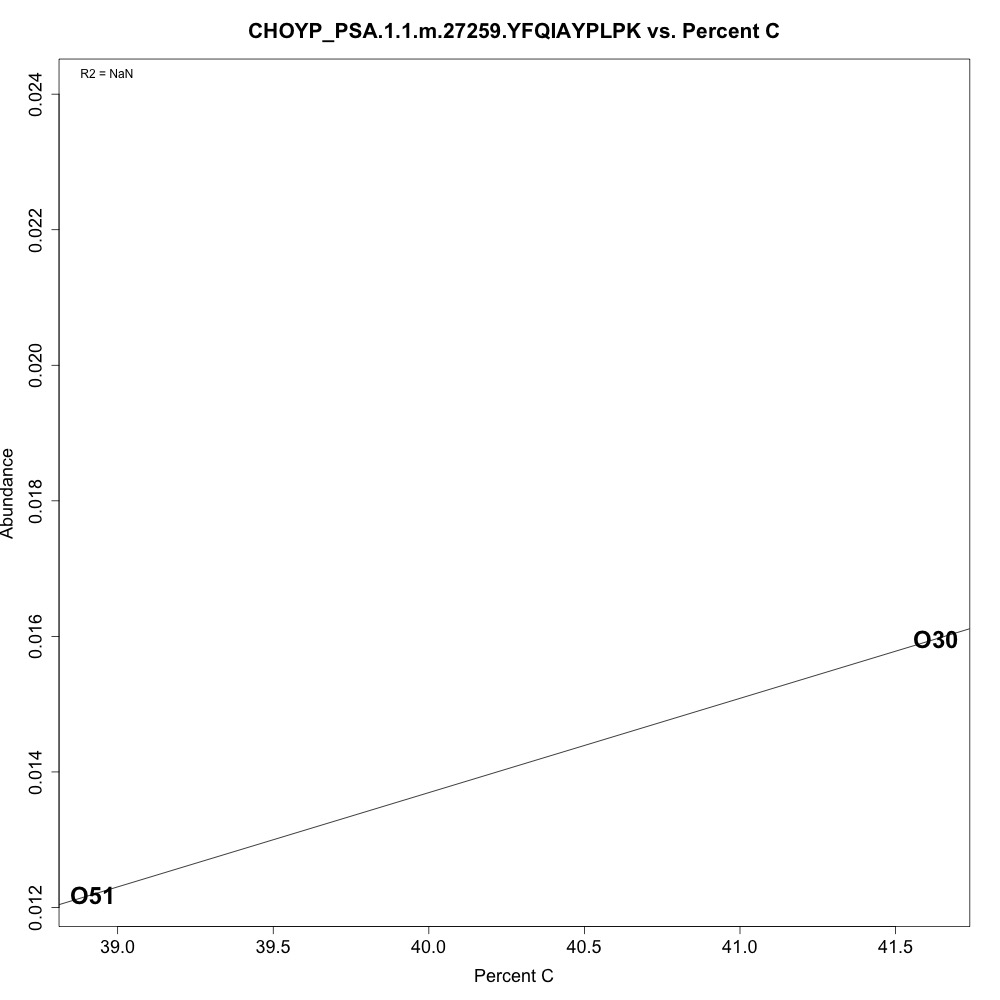 CHOYP_PSA.1.1.m.27259.YFQIAYPLPK vs. Percent C
R2 = NaN
0.024
0.022
0.020
0.018
Abundance
0.016
O30
0.014
0.012
O51
39.0 39.5 40.0 40.5 41.0 41.5
Percent C